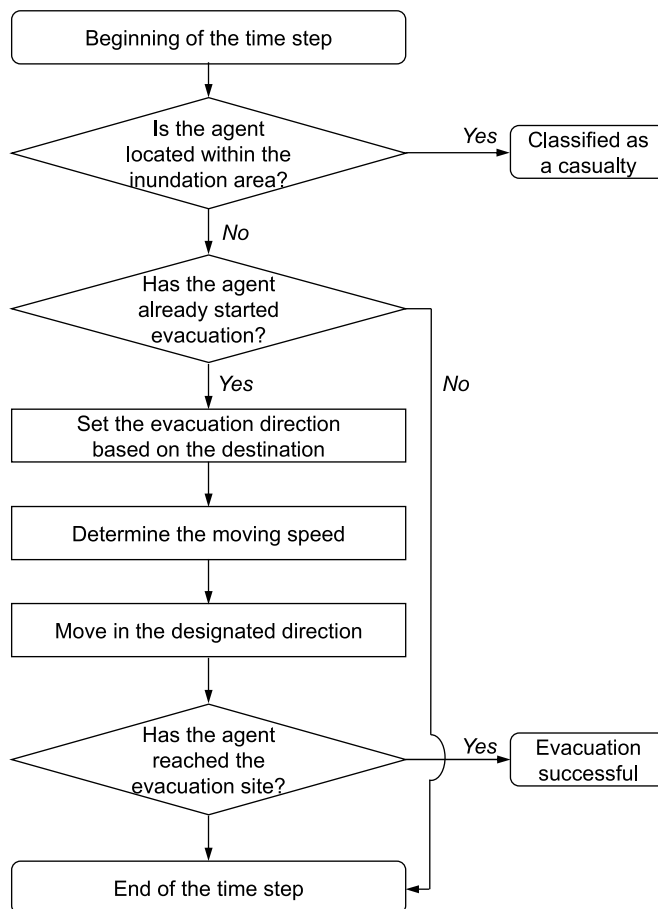 Beginning of the time step
Is the agent
located within the
inundation area?
Yes
Classified as
a casualty
No
Has the agent
already started
evacuation?
Yes
No
Set the evacuation direction
based on the destination
Determine the moving speed
Move in the designated direction
Has the agent
reached the
evacuation site?
Yes
Evacuation
successful
End of the time step